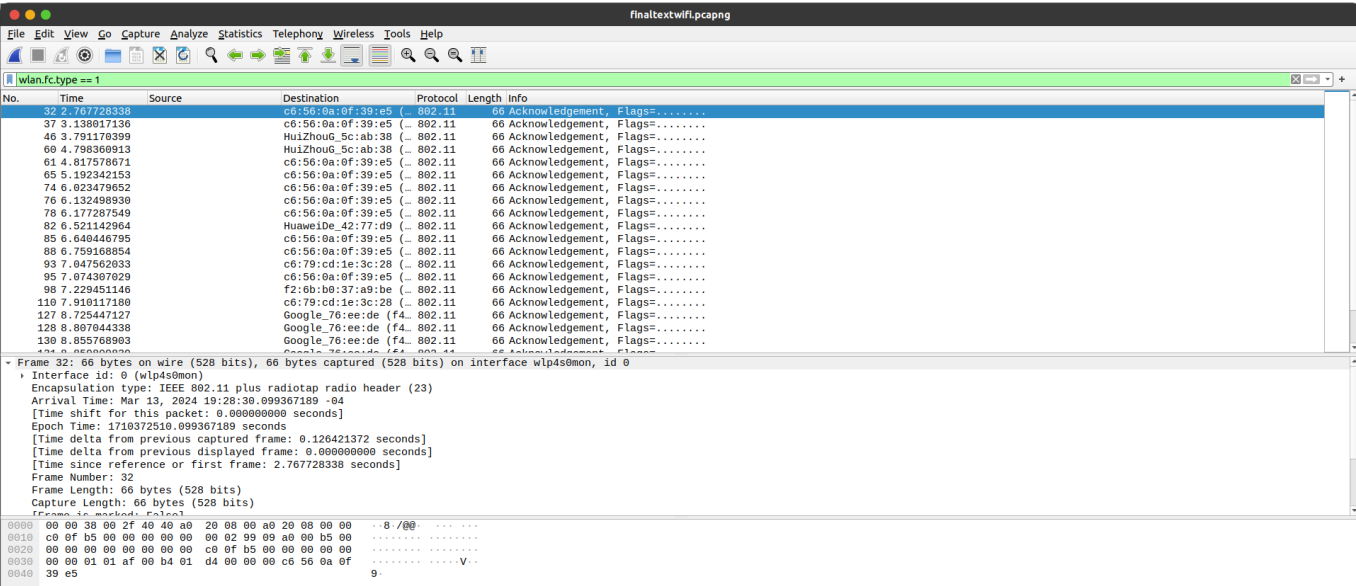 finaltextwifi.pcapng
File Edit View Go Capture Analyze Statistics Telephony Wireless Tools Help
wlan.fc.type == 1
No. Time Source Destination Protocol Length Info
32 2.767728338 c6:56:0a:0f:39:e5 (… 802.11 66 Acknowledgement, Flags=........
37 3.138017136 c6:56:0a:0f:39:e5 (… 802.11 66 Acknowledgement, Flags=........
46 3.791170399 HuiZhouG_5c:ab:38 (… 802.11 66 Acknowledgement, Flags=........
60 4.798360913 HuiZhouG_5c:ab:38 (… 802.11 66 Acknowledgement, Flags=........
61 4.817578671 c6:56:0a:0f:39:e5 (… 802.11 66 Acknowledgement, Flags=........
65 5.192342153 c6:56:0a:0f:39:e5 (… 802.11 66 Acknowledgement, Flags=........
74 6.023479652 c6:56:0a:0f:39:e5 (… 802.11 66 Acknowledgement, Flags=........
76 6.132498930 c6:56:0a:0f:39:e5 (… 802.11 66 Acknowledgement, Flags=........
78 6.177287549 c6:56:0a:0f:39:e5 (… 802.11 66 Acknowledgement, Flags=........
82 6.521142964 HuaweiDe_42:77:d9 (… 802.11 66 Acknowledgement, Flags=........
85 6.640446795 c6:56:0a:0f:39:e5 (… 802.11 66 Acknowledgement, Flags=........
88 6.759168854 c6:56:0a:0f:39:e5 (… 802.11 66 Acknowledgement, Flags=........
93 7.047562033 c6:79:cd:1e:3c:28 (… 802.11 66 Acknowledgement, Flags=........
95 7.074307029 c6:56:0a:0f:39:e5 (… 802.11 66 Acknowledgement, Flags=........
98 7.229451146 f2:6b:b0:37:a9:be (… 802.11 66 Acknowledgement, Flags=........
110 7.910117180 c6:79:cd:1e:3c:28 (… 802.11 66 Acknowledgement, Flags=........
127 8.725447127 Google_76:ee:de (f4… 802.11 66 Acknowledgement, Flags=........
128 8.807044338 Google_76:ee:de (f4… 802.11 66 Acknowledgement, Flags=........
130 8.855768903 Google_76:ee:de (f4… 802.11 66 Acknowledgement, Flags=........
Frame 32: 66 bytes on wire (528 bits), 66 bytes captured (528 bits) on interface wlp4s0mon, id 0
Interface id: 0 (wlp4s0mon)
Encapsulation type: IEEE 802.11 plus radiotap radio header (23)
Arrival Time: Mar 13, 2024 19:28:30.099367189 -04
[Time shift for this packet: 0.000000000 seconds]
Epoch Time: 1710372510.099367189 seconds
[Time delta from previous captured frame: 0.126421372 seconds]
[Time delta from previous displayed frame: 0.000000000 seconds]
[Time since reference or first frame: 2.767728338 seconds]
Frame Number: 32
Frame Length: 66 bytes (528 bits)
Capture Length: 66 bytes (528 bits)
[Frame is marked: False]
0000 00 00 38 00 2f 40 40 a0 20 08 00 a0 20 08 00 00 ··8·/@@· ··· ···
0010 c0 0f b5 00 00 00 00 00 00 02 99 09 a0 00 b5 00 ········ ········
0020 00 00 00 00 00 00 00 00 c0 0f b5 00 00 00 00 00 ········ ········
0030 00 00 01 01 af 00 b4 01 d4 00 00 00 c6 56 0a 0f ········ ·····V··
0040 39 e5 9·